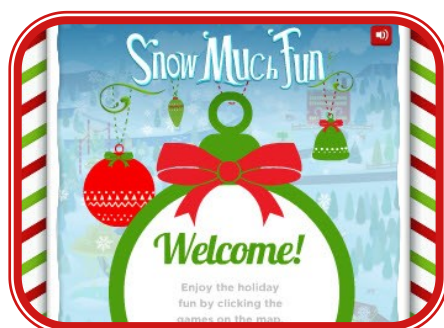 Snow Much Fun
Welcome!
Enjoy the holiday
fun by clicking the
games on the map